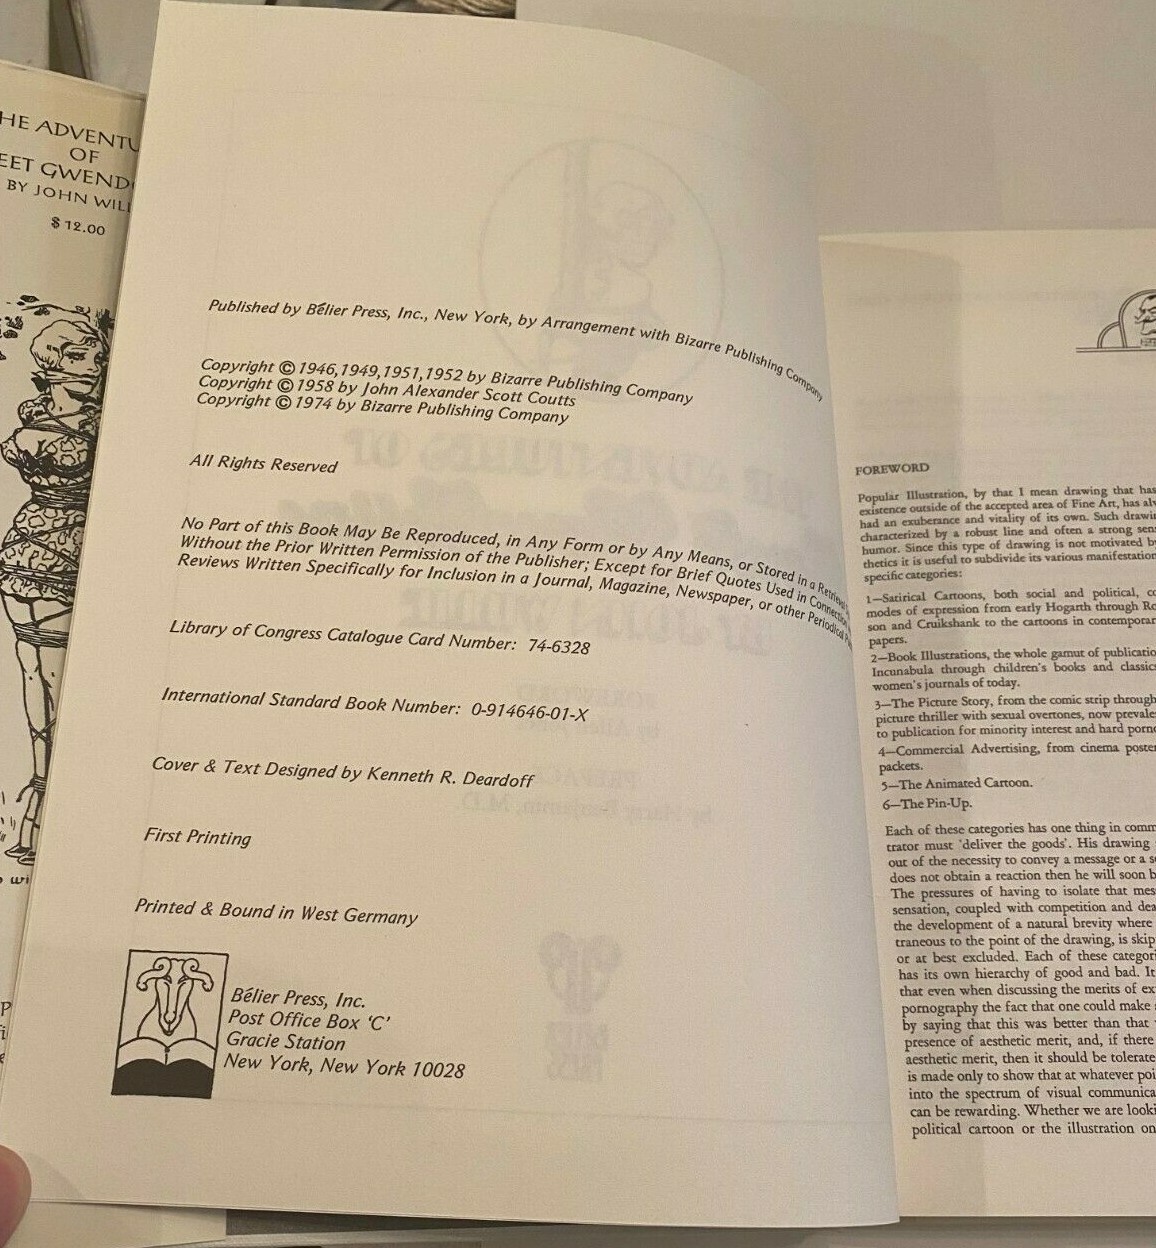 HE ADVENTU
OF
EET GWEND
BY JOHN WILL
$ 12.00
Published by Bélier Press, Inc., New York, by Arrangement with Bizarre Publishing Company
Copyright © 1946,1949,1951,1952 by Bizarre Publishing Company
Copyright © 1958 by John Alexander Scott Coutts
Copyright © 1974 by Bizarre Publishing Company
All Rights Reserved
No Part of this Book May Be Reproduced, in Any Form or by Any Means, or Stored in a Retrieval
Without the Prior Written Permission of the Publisher; Except for Brief Quotes Used in Connection
Reviews Written Specifically for Inclusion in a Journal, Magazine, Newspaper, or other Periodical
Library of Congress Catalogue Card Number: 74-6328
International Standard Book Number: 0-914646-01-X
Cover & Text Designed by Kenneth R. Deardoff
First Printing
Printed & Bound in West Germany
Bélier Press, Inc.
Post Office Box ‘C’
Gracie Station
New York, New York 10028
FOREWORD
Popular Illustration, by that I mean drawing that has
existence outside of the accepted area of Fine Art, has alw
had an exuberance and vitality of its own. Such drawin
characterized by a robust line and often a strong sens
humor. Since this type of drawing is not motivated by
thetics it is useful to subdivide its various manifestation
specific categories:
1—Satirical Cartoons, both social and political, co
modes of expression from early Hogarth through Ro
son and Cruikshank to the cartoons in contemporar
papers.
2—Book Illustrations, the whole gamut of publicatio
Incunabula through children's books and classics
women's journals of today.
3—The Picture Story, from the comic strip through
picture thriller with sexual overtones, now prevale
to publication for minority interest and hard porno
4—Commercial Advertising, from cinema poster
packets.
5—The Animated Cartoon.
6—The Pin-Up.
Each of these categories has one thing in comm
trator must 'deliver the goods'. His drawing
out of the necessity to convey a message or a se
does not obtain a reaction then he will soon b
The pressures of having to isolate that mes
sensation, coupled with competition and dea
the development of a natural brevity where
traneous to the point of the drawing, is skip
or at best excluded. Each of these categori
has its own hierarchy of good and bad. It
that even when discussing the merits of ex
pornography the fact that one could make
by saying that this was better than that
presence of aesthetic merit, and, if there
aesthetic merit, then it should be tolerate
is made only to show that at whatever poi
into the spectrum of visual communica
can be rewarding. Whether we are looki
political cartoon or the illustration on